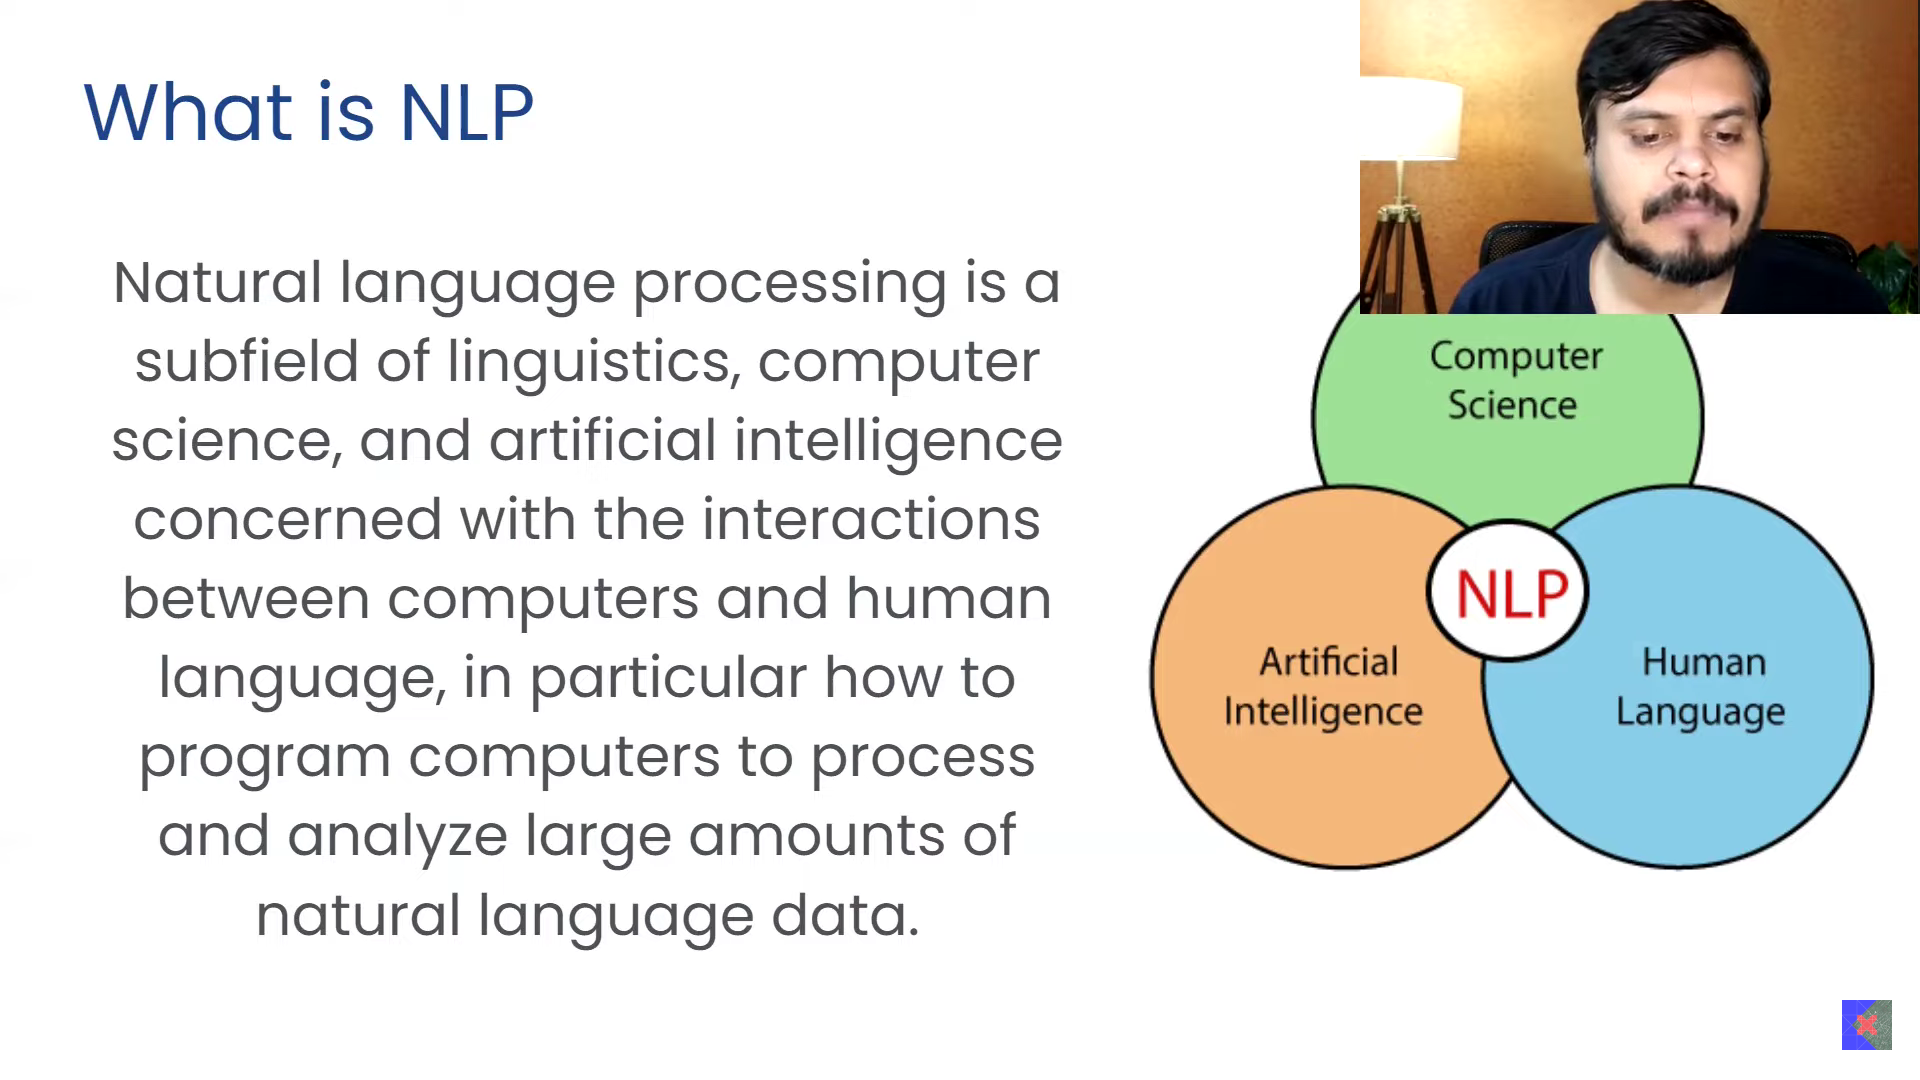 What is NLP
Natural language processing is a
subfield of linguistics, computer
science, and artificial intelligence
concerned with the interactions
between computers and human
language, in particular how to
program computers to process
and analyze large amounts of
natural language data.
Computer
Science
NLP
Artificial
Intelligence
Human
Language